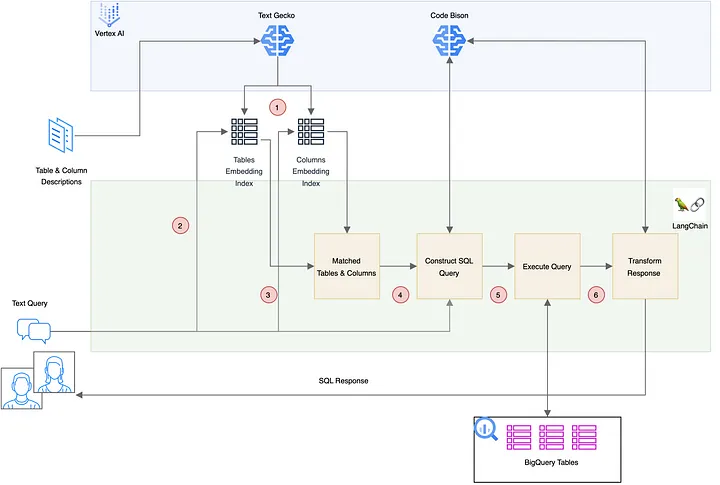 Vertex AI
Text Gecko
Code Bison
1
Table & Column
Descriptions
Tables
Embedding
Index
Columns
Embedding
Index
LangChain
2
Matched
Tables & Columns
Construct SQL
Query
Execute Query
Transform
Response
3
4
5
6
Text Query
SQL Response
BigQuery Tables